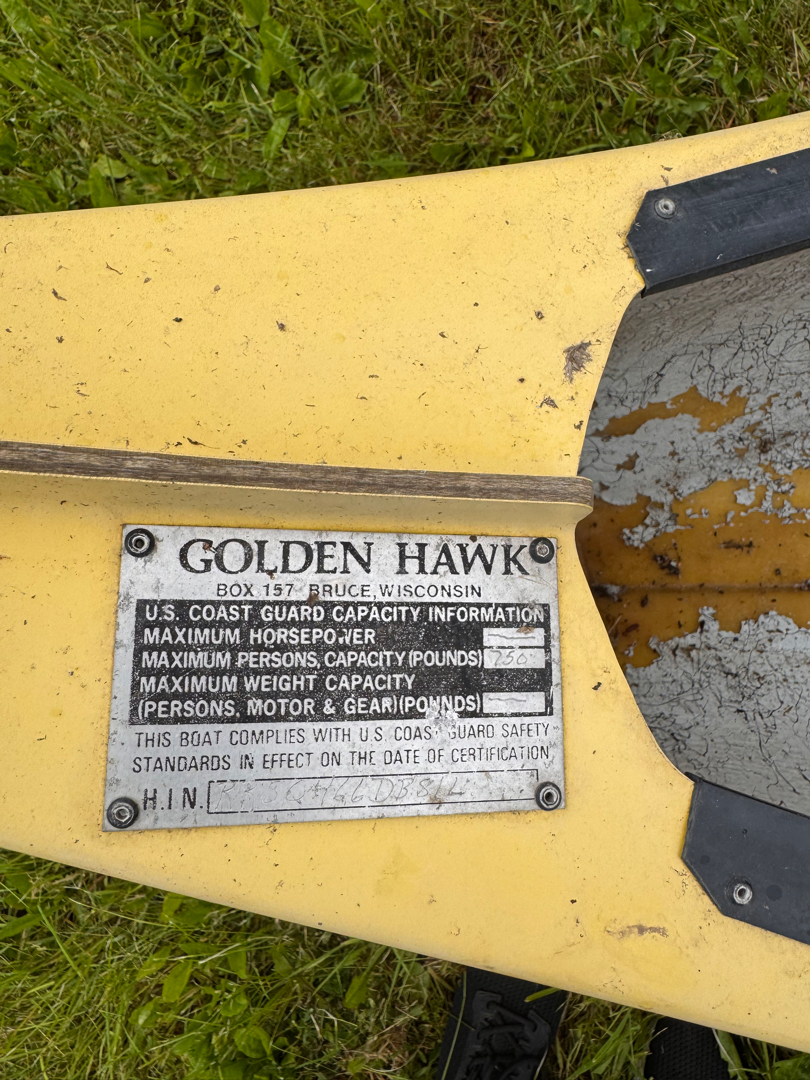 GOLDEN HAWK
BOX 157 BRUCE, WISCONSIN
U.S. COAST GUARD CAPACITY INFORMATION
MAXIMUM HORSEPOWER
MAXIMUM PERSONS, CAPACITY (POUNDS) 750
MAXIMUM WEIGHT CAPACITY
(PERSONS, MOTOR & GEAR) (POUNDS)
THIS BOAT COMPLIES WITH U.S. COAST GUARD SAFETY
STANDARDS IN EFFECT ON THE DATE OF CERTIFICATION
H.I.N.